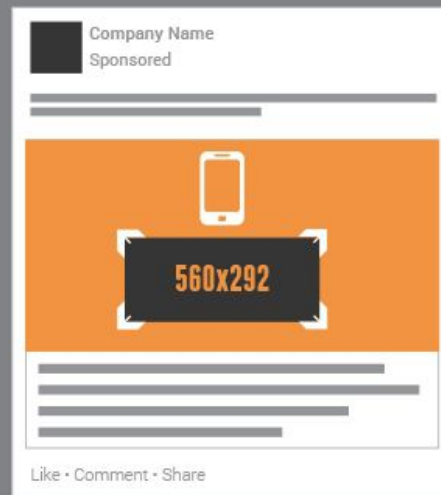 Company Name
Sponsored
560x292
Like • Comment • Share